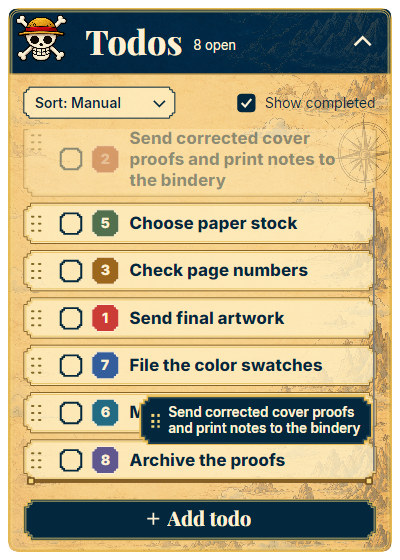 Todos 8 open
Sort: Manual
Show completed
2 Send corrected cover
proofs and print notes to
the bindery
5 Choose paper stock
3 Check page numbers
1 Send final artwork
7 File the color swatches
6
Send corrected cover proofs
and print notes to the bindery
8 Archive the proofs
+ Add todo